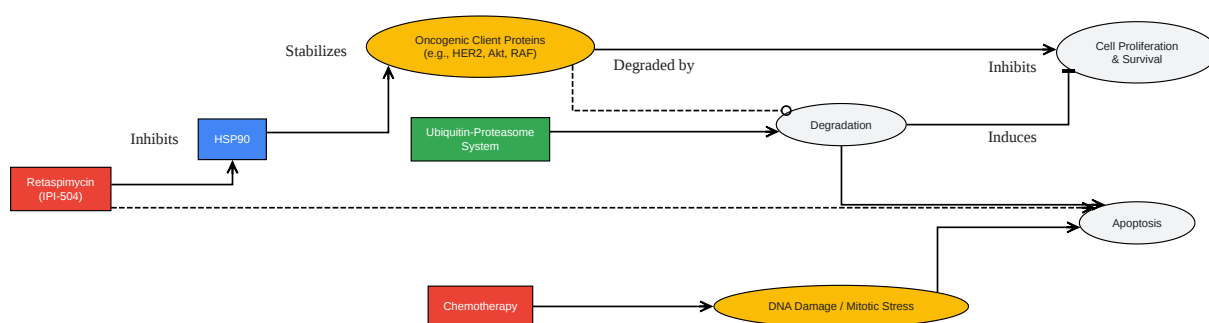 Oncogenic Client Proteins
(e.g., HER2, Akt, RAF)
Cell Proliferation
& Survival
Stabilizes
Degraded by
Inhibits
Inhibits
HSP90
Ubiquitin-Proteasome
System
Degradation
Induces
Retaspimycin
(IPI-504)
Apoptosis
Chemotherapy
DNA Damage / Mitotic Stress